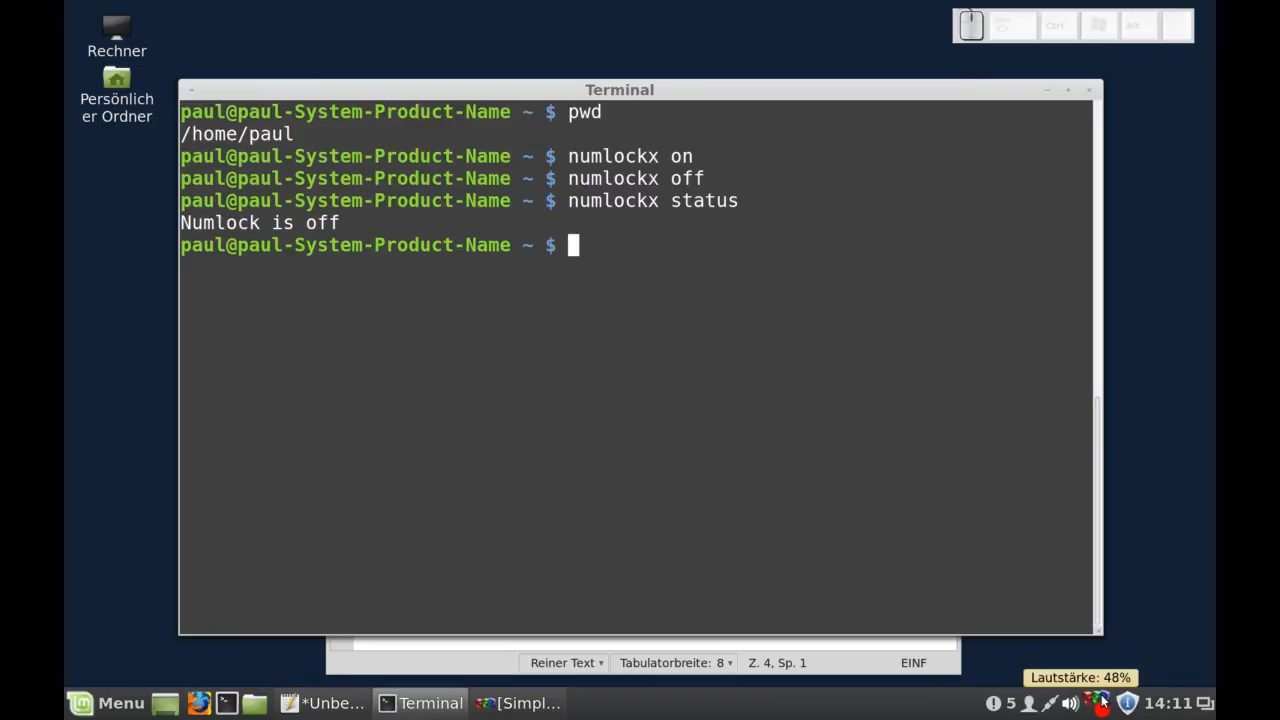 Rechner
Persönlich
er Ordner
Ctrl
Alt
Terminal
paul@paul-System-Product-Name ~ $ pwd
/home/paul
paul@paul-System-Product-Name ~ $ numlockx on
paul@paul-System-Product-Name ~ $ numlockx off
paul@paul-System-Product-Name ~ $ numlockx status
Numlock is off
paul@paul-System-Product-Name ~ $
Reiner Text Tabulatorbreite: 8 Z. 4, Sp. 1 EINF
Lautstärke: 48%
Menu *Unbe... Terminal [Simpl... 5 14:11